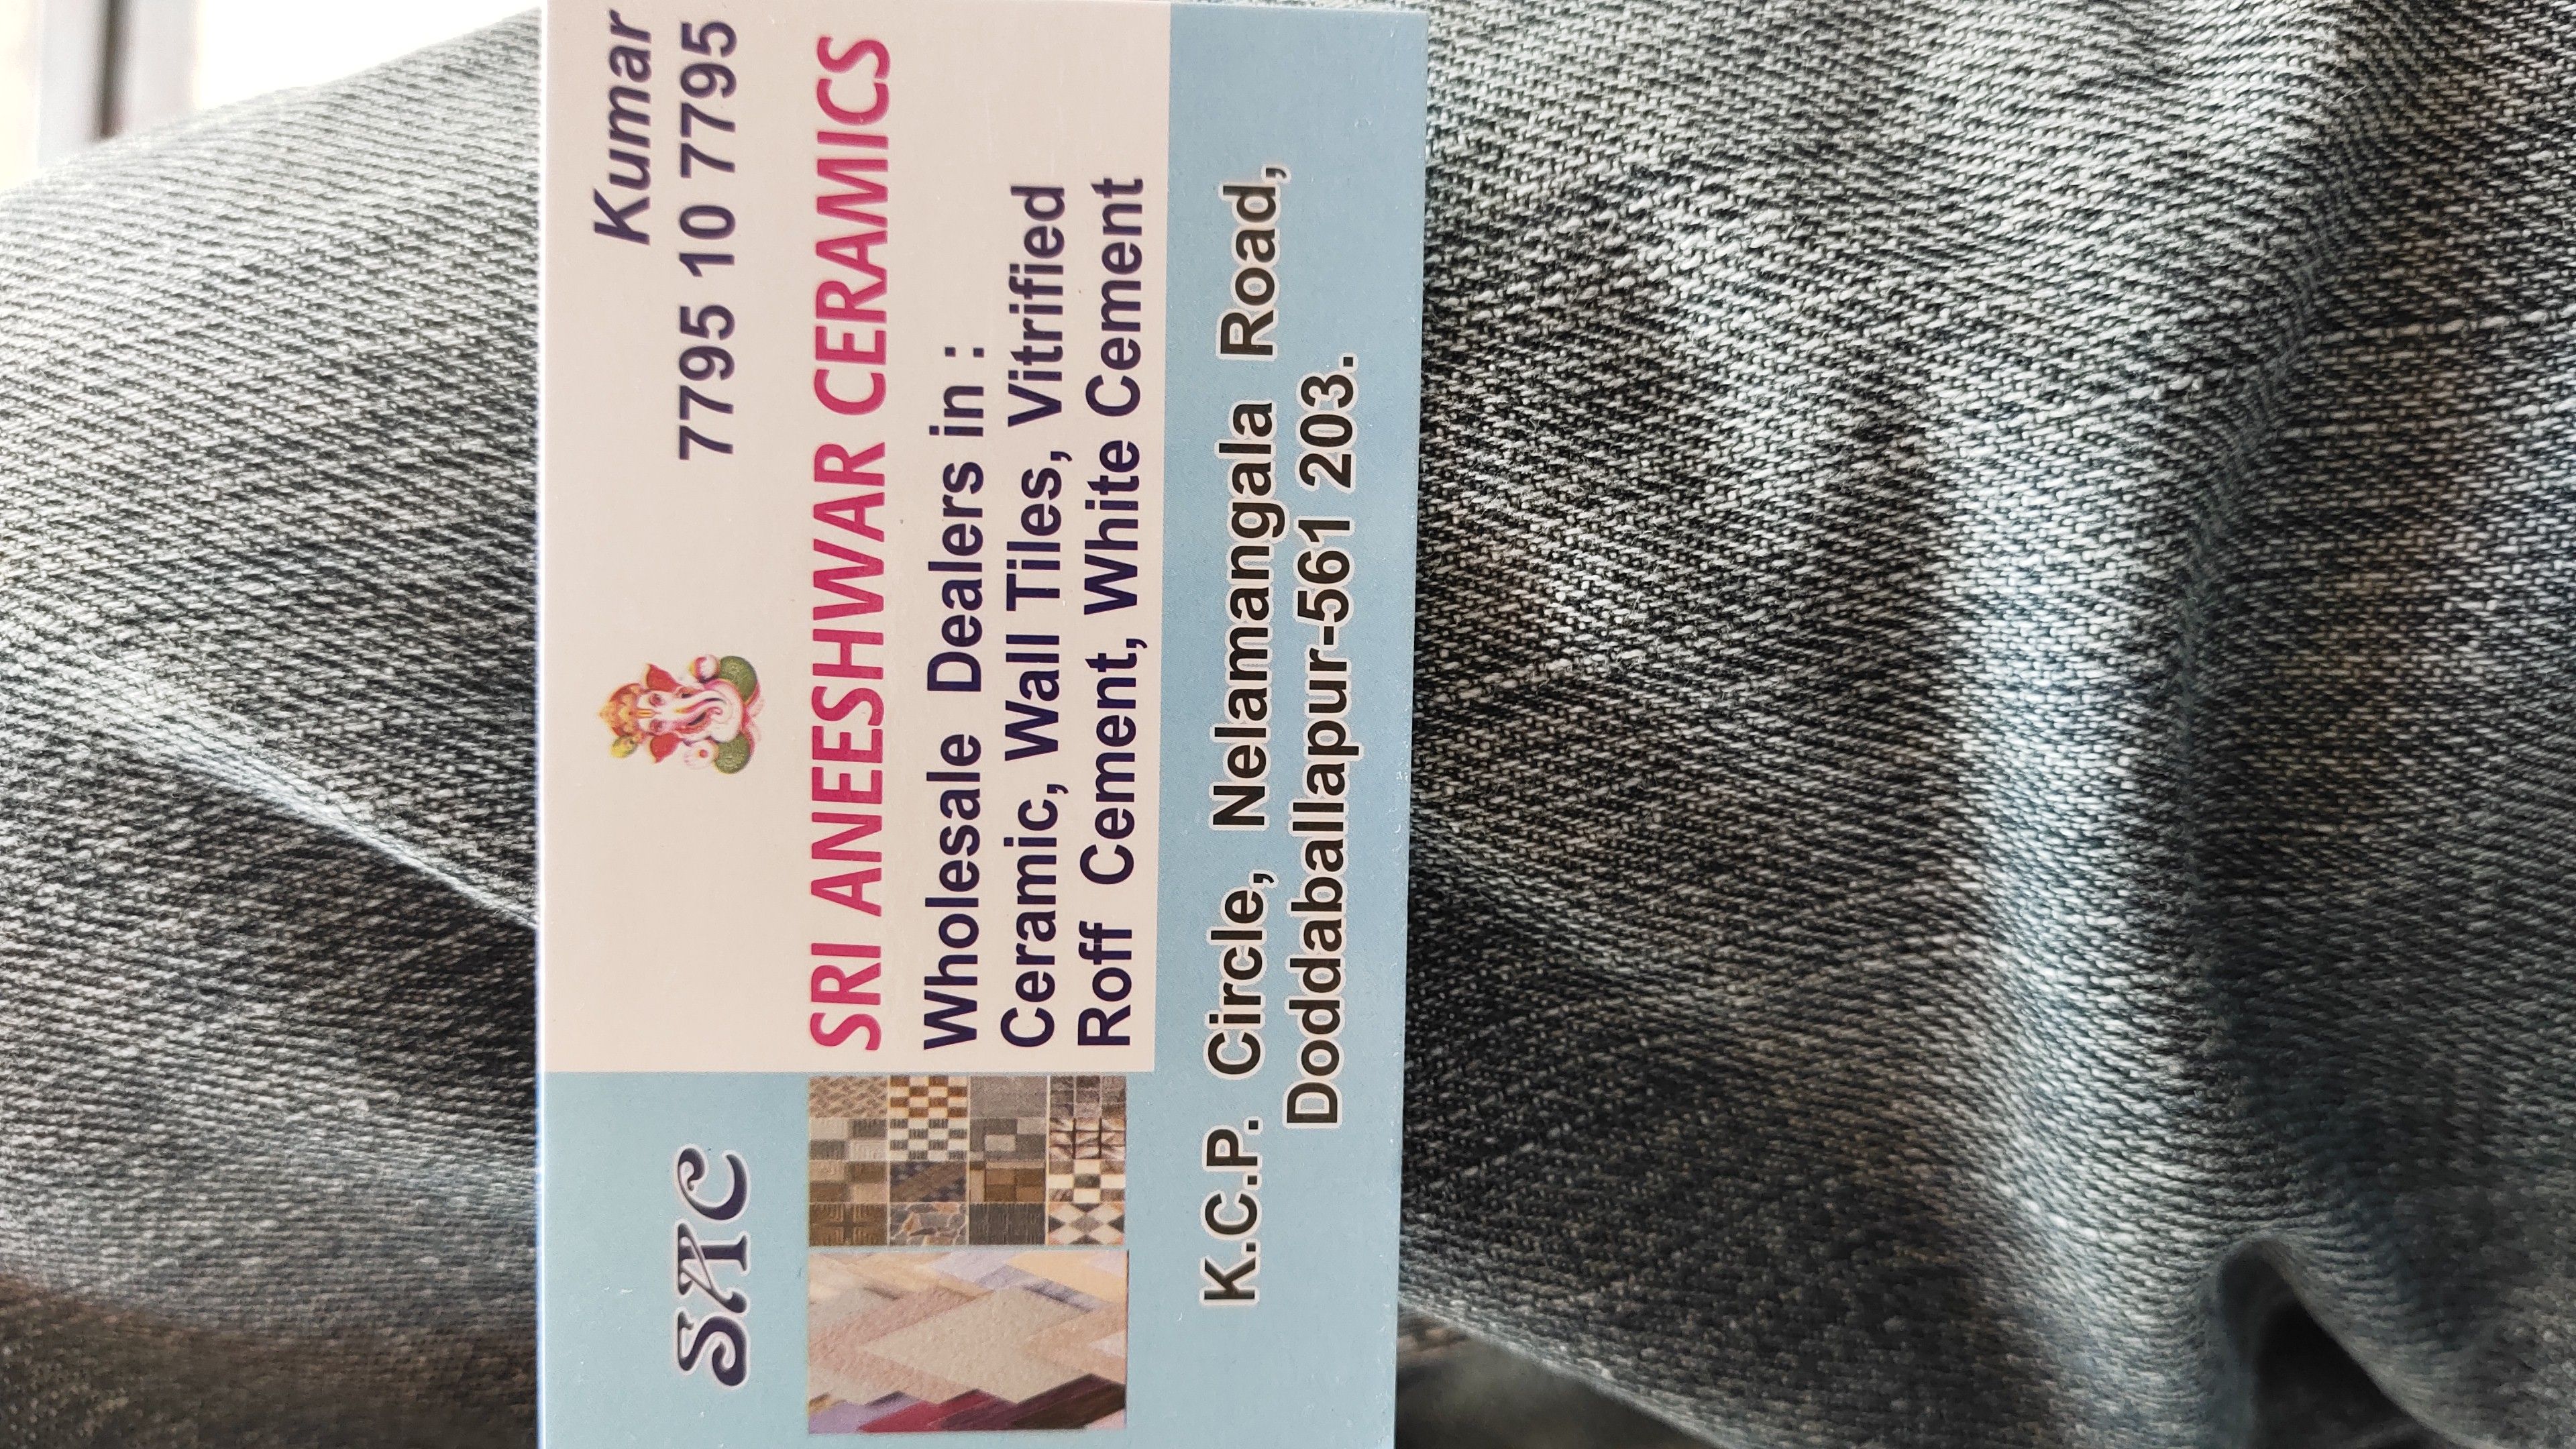 SAC
Kumar
7795 10 7795
SRI ANEESHWAR CERAMICS
Wholesale Dealers in :
Ceramic, Wall Tiles, Vitrified
Roff Cement, White Cement
K.C.P. Circle, Nelamangala Road,
Doddaballapur-561 203.